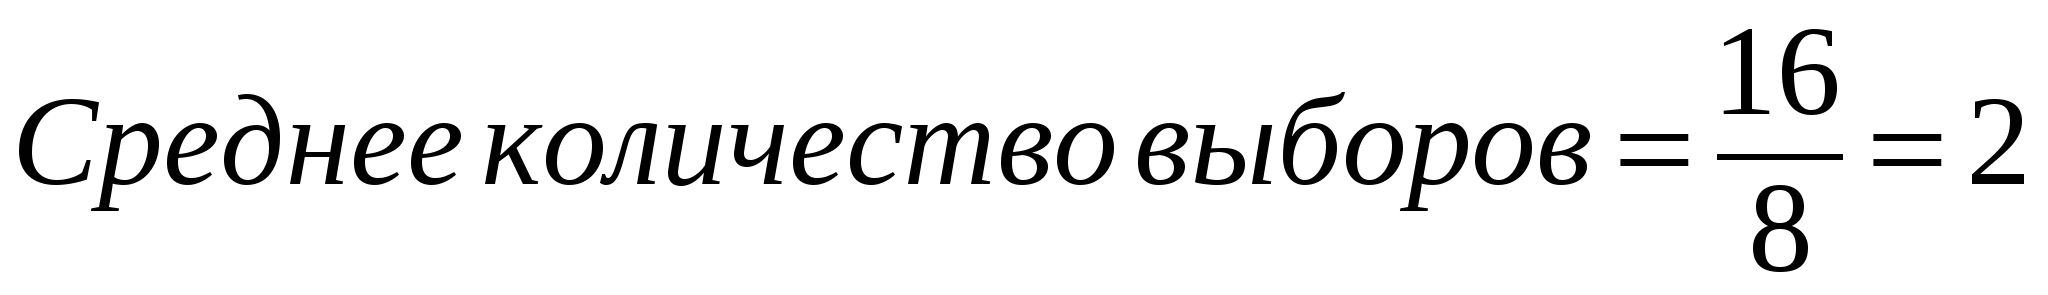 Среднее количество выборов = 16/8 = 2